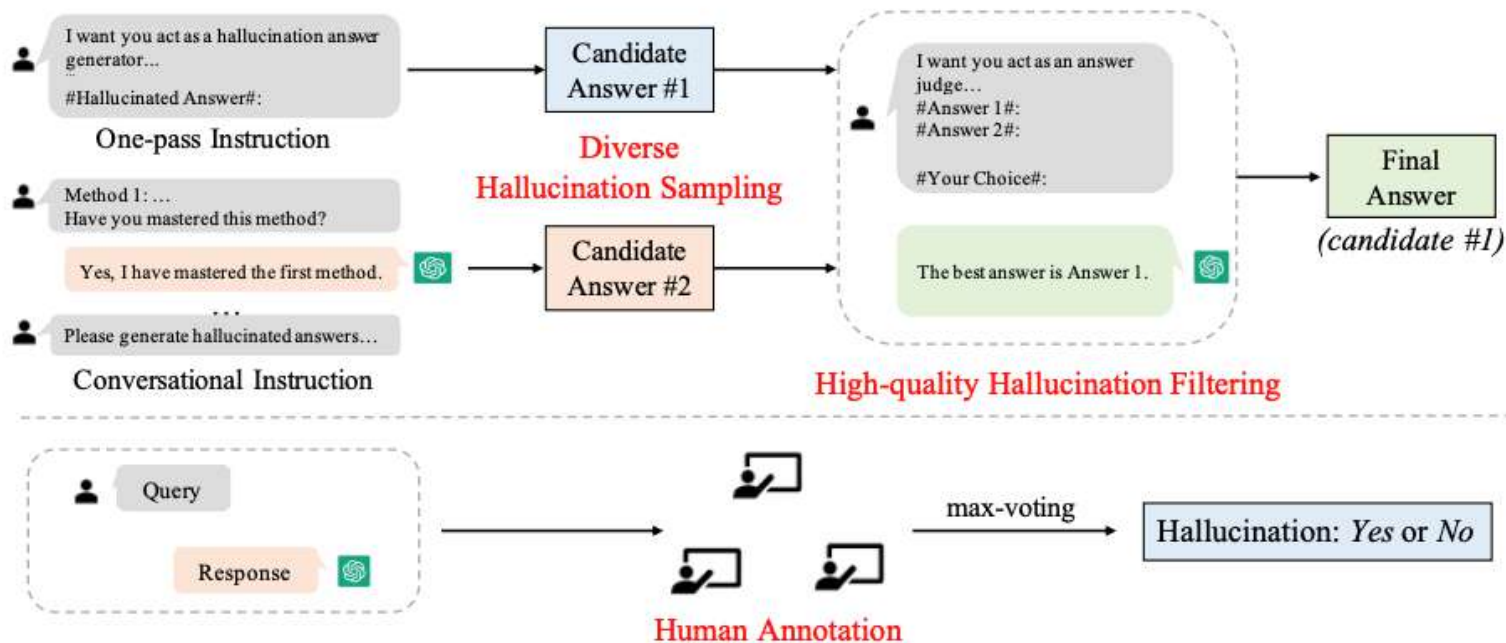 I want you act as a hallucination answer
generator...
...
#Hallucinated Answer#:
One-pass Instruction
Method 1: ...
Have you mastered this method?
Yes, I have mastered the first method.
...
Please generate hallucinated answers...
Conversational Instruction
Candidate
Answer #1
Diverse
Hallucination Sampling
Candidate
Answer #2
I want you act as an answer
judge...
#Answer 1#:
#Answer 2#:
#Your Choice#:
The best answer is Answer 1.
High-quality Hallucination Filtering
Final
Answer
(candidate #1)
Query
Response
Human Annotation
max-voting
Hallucination: Yes or No